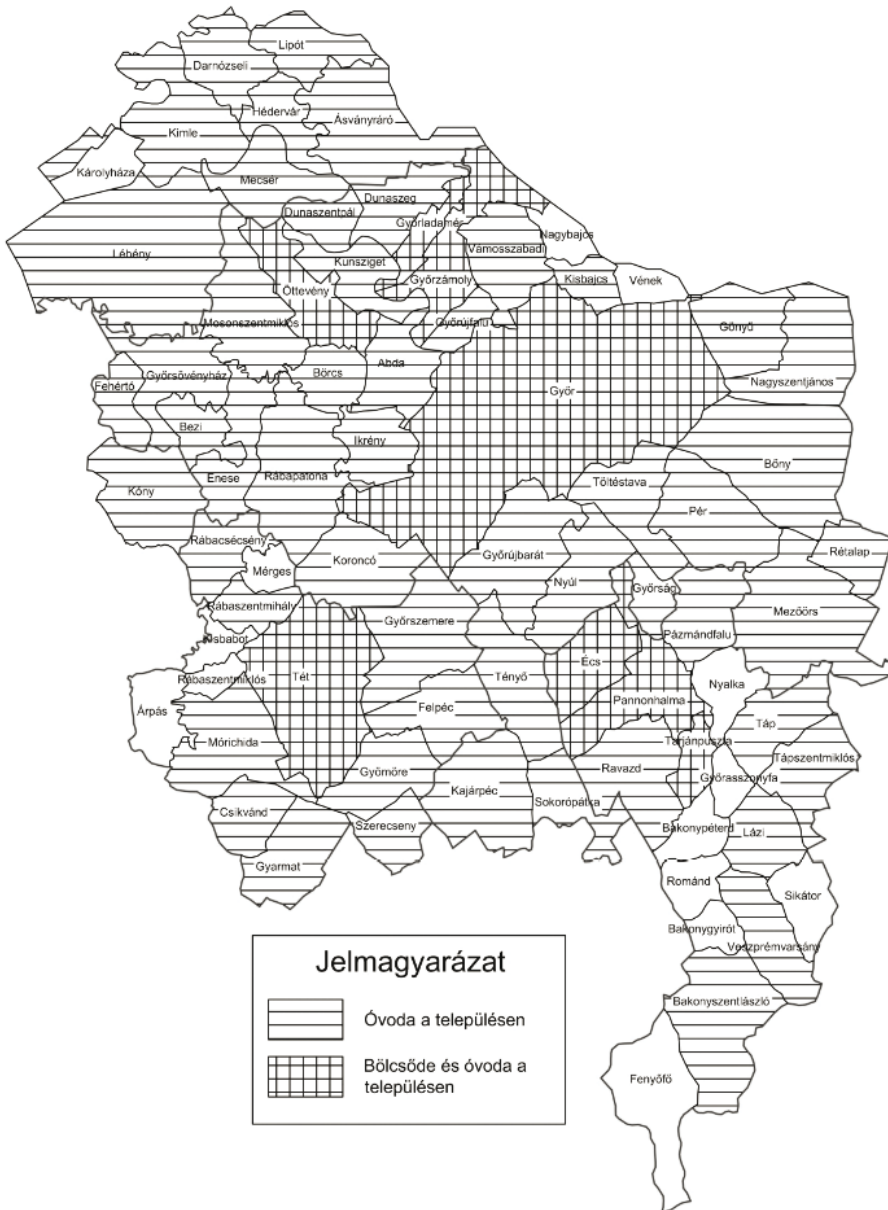 Lipót
Darnózseli
Hédervár
Ásványráró
Kimle
Károlyháza
Mecsér
Dunaszeg
Dunaszentpál
Győrladamér
Nagybajcs
Vámosszabadi
Lébény
Kunsziget
Győrzámoly
Kisbajcs
Vének
Öttevény
Mosonszentmiklós
Győrújfalu
Gönyű
Abda
Győrsövényház
Börcs
Fehértó
Nagyszentjános
Győr
Bezi
Ikrény
Bőny
Enese
Rábapatona
Kóny
Töltéstava
Pér
Rábacsécsény
Győrújbarát
Rétalap
Koroncó
Mérges
Nyúl
Győrság
Rábaszentmihály
Mezőörs
Győrszemere
Pázmándfalu
Kisbabot
Écs
Tét
Tényő
Rábaszentmiklós
Nyalka
Pannonhalma
Árpás
Felpéc
Táp
Mórichida
Tarjánpuszta
Tápszentmiklós
Ravazd
Gyömöre
Győrasszonyfa
Kajárpéc
Sokorópátka
Csikvánd
Szerecseny
Bakonypéterd
Lázi
Gyarmat
Románd
Sikátor
Bakonygyirót
Veszprémvarsány
Bakonyszentlászló
Fenyőfő
Jelmagyarázat
Óvoda a településen
Bölcsőde és óvoda a
településen